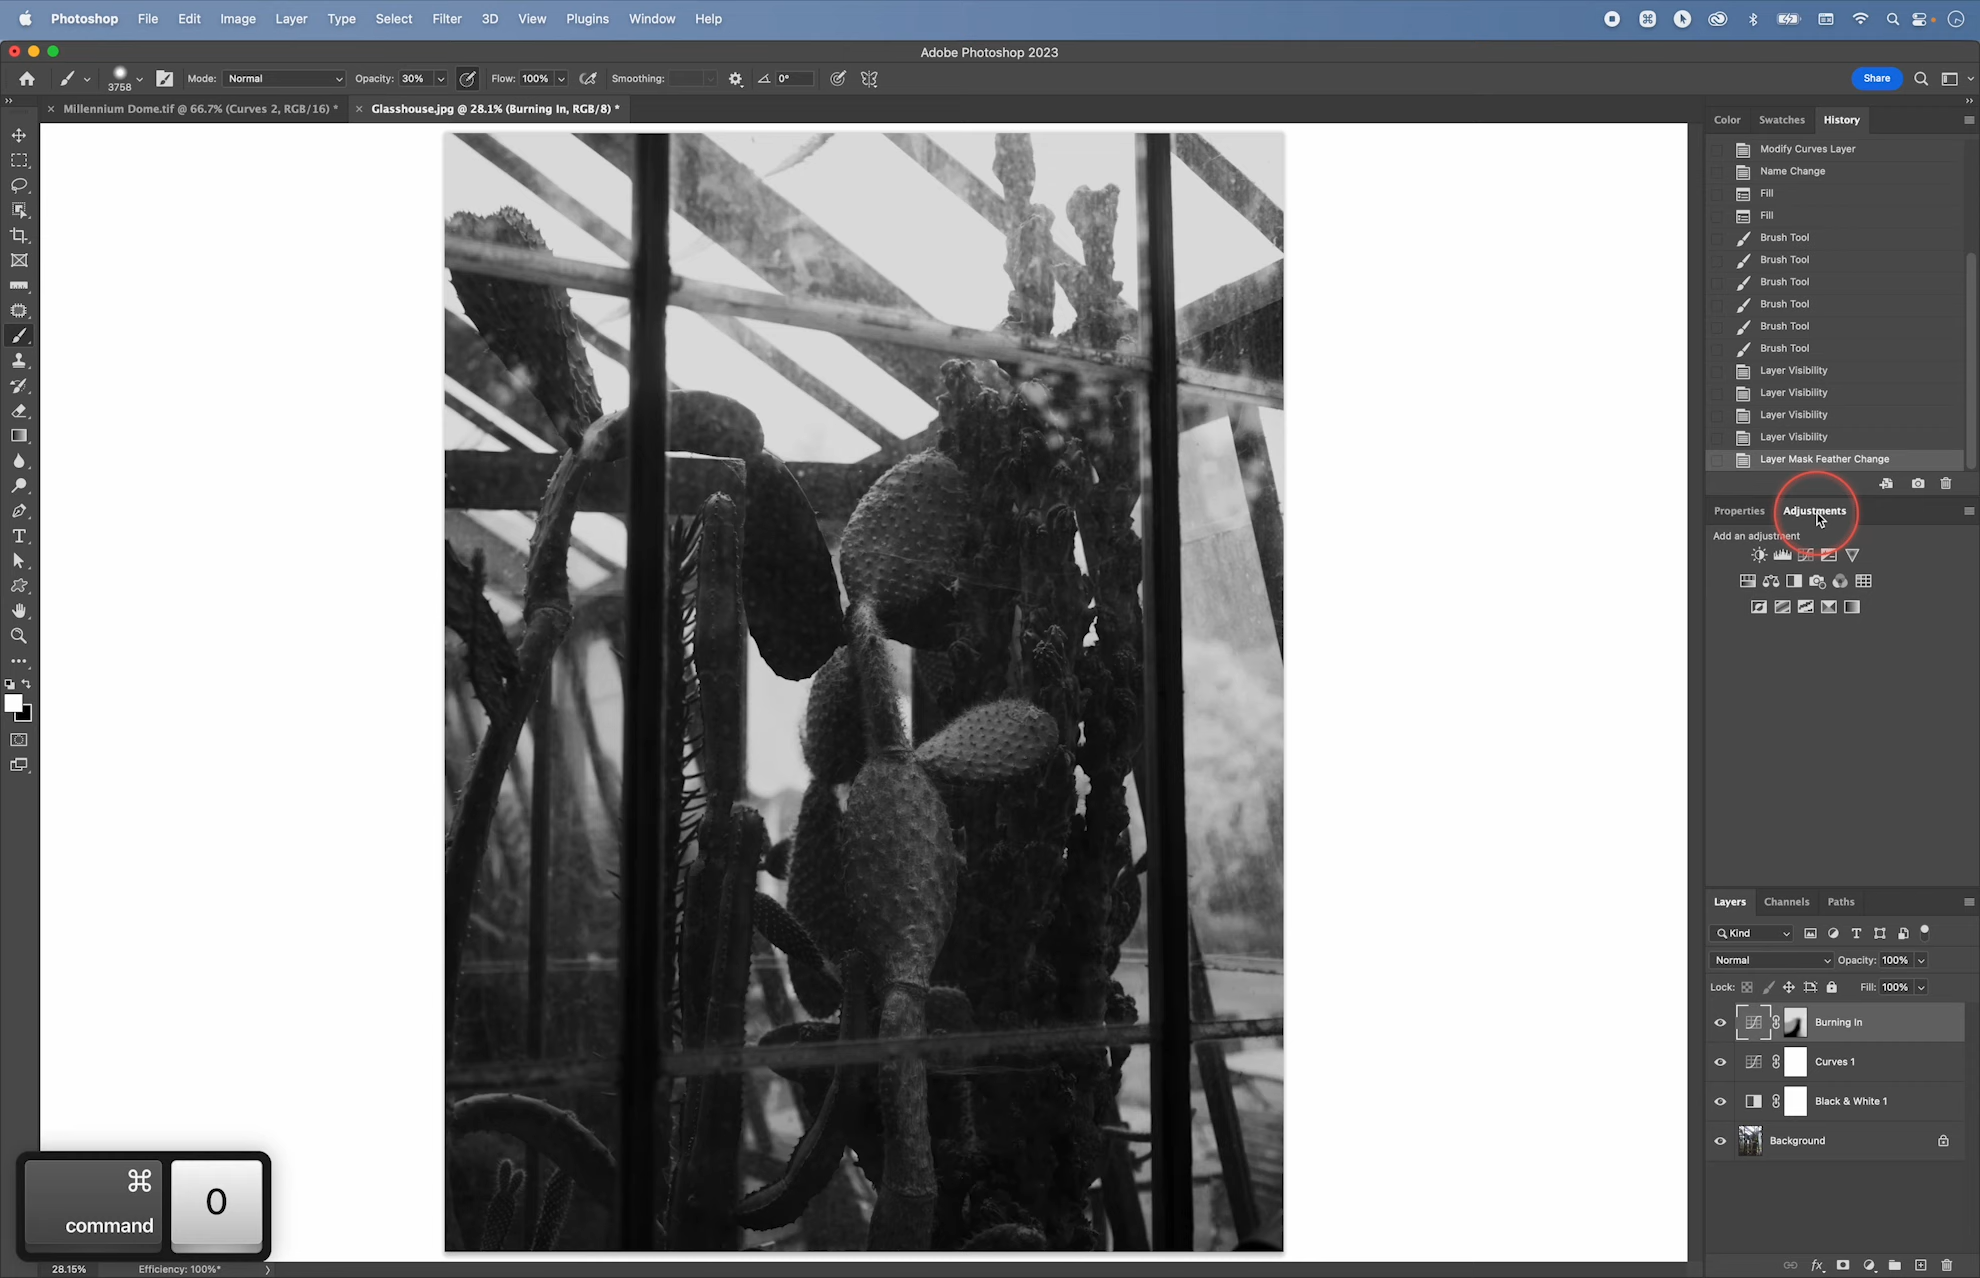 Photoshop File Edit Image Layer Type Select Filter 3D View Plugins Window Help
Adobe Photoshop 2023
3758 Mode: Normal Opacity: 30% Flow: 100% Smoothing: 0° Share
Millennium Dome.tif @ 66.7% (Curves 2, RGB/16) * Glasshouse.jpg @ 28.1% (Burning In, RGB/8) *
Color Swatches History
Modify Curves Layer
Name Change
Fill
Fill
Brush Tool
Brush Tool
Brush Tool
Brush Tool
Brush Tool
Brush Tool
Layer Visibility
Layer Visibility
Layer Visibility
Layer Visibility
Layer Mask Feather Change
Properties Adjustments
Add an adjustment
Layers Channels Paths
Kind
Normal Opacity: 100%
Lock: Fill: 100%
Burning In
Curves 1
Black & White 1
Background
⌘ 0
command
28.15% Efficiency: 100%*